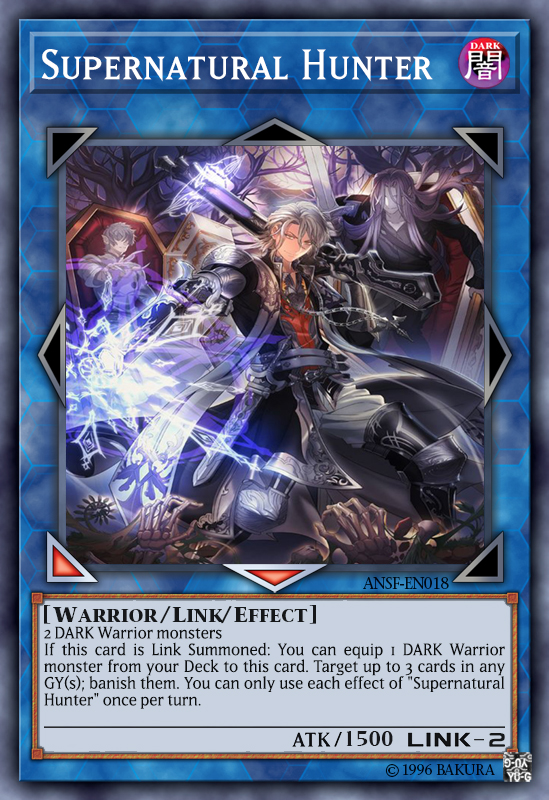 SUPERNATURAL HUNTER
DARK
闇
ANSF-EN018
[WARRIOR/LINK/EFFECT]
2 DARK Warrior monsters
If this card is Link Summoned: You can equip 1 DARK Warrior
monster from your Deck to this card. Target up to 3 cards in any
GY(s); banish them. You can only use each effect of "Supernatural
Hunter" once per turn.
ATK/1500 LINK-2
©1996 BAKURA
YU-G
YU-G